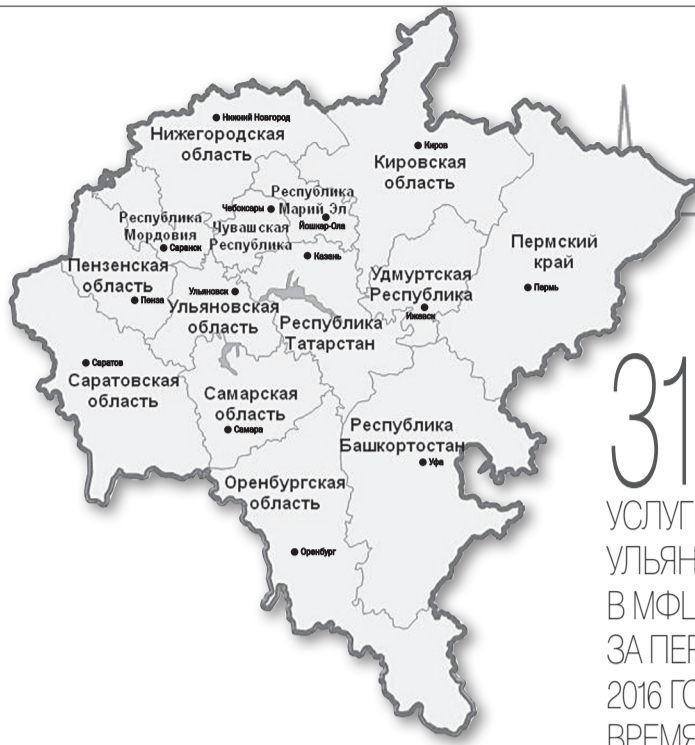 Нижний Новгород
Нижегородская
область
Киров
Кировская
область
Республика
Марий Эл
Йошкар-Ола
Чебоксары
Чувашская
Республика
Республика
Мордовия
Саранск
Казань
Пермский
край
Пермь
Пензенская
область
Пенза
Ульяновск
Ульяновская
область
Удмуртская
Республика
Ижевск
Республика
Татарстан
Саратов
Саратовская
область
Самарская
область
Самара
Республика
Башкортостан
Уфа
Оренбургская
область
Оренбург
31
УСЛУГ
УЛЬЯН
В МФЦ
ЗА ПЕР
2016 ГО
ВРЕМЯ